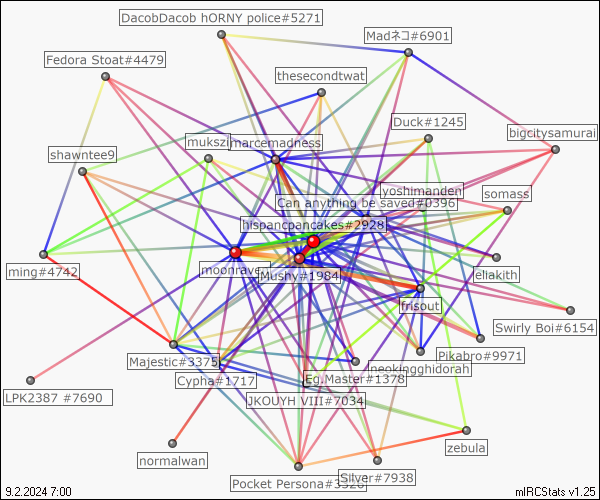 DacobDacob hORNY police#5271
Madネコ#6901
Fedora Stoat#4479
thesecondtwat
Duck#1245
bigcitysamurai
mukszi
marcemadness
shawntee9
yoshimanden
somass
Can anything be saved#0396
hispancpancakes#2928
moonraven
Mushy#1984
ming#4742
eliakith
frisout
Swirly Boi#6154
Majestic#3375
Pikabro#9971
neokingghidorah
Cypha#1717
Eg.Master#1378
LPK2387 #7690
JKOUYH VIII#7034
zebula
normalwan
Silver#7938
Pocket Persona#3526
9.2.2024 7:00
mIRCStats v1.25